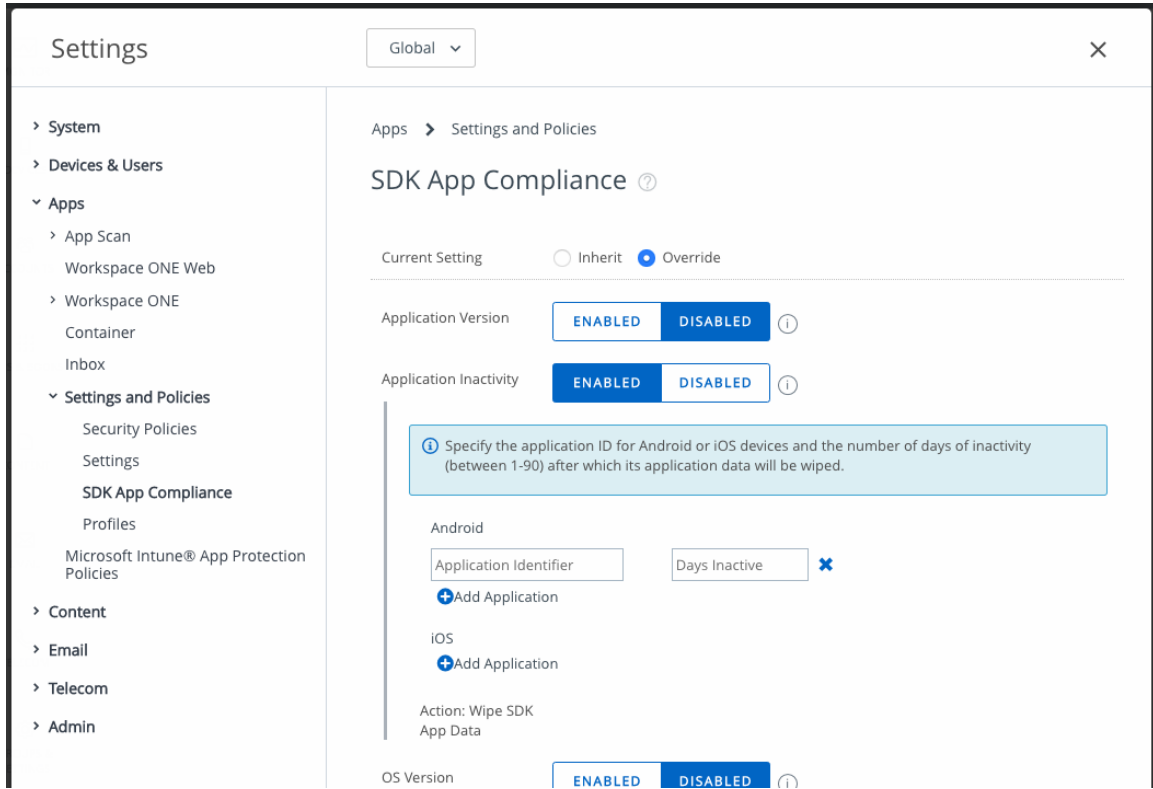 Settings
Global
System
Devices & Users
Apps
App Scan
Workspace ONE Web
Workspace ONE
Container
Inbox
Settings and Policies
Security Policies
Settings
SDK App Compliance
Profiles
Microsoft Intune® App Protection
Policies
Content
Email
Telecom
Admin
Apps > Settings and Policies
SDK App Compliance ?
Current Setting Inherit Override
Application Version ENABLED DISABLED i
Application Inactivity ENABLED DISABLED i
i Specify the application ID for Android or iOS devices and the number of days of inactivity
(between 1-90) after which its application data will be wiped.
Android
Application Identifier Days Inactive
Add Application
iOS
Add Application
Action: Wipe SDK
App Data
OS Version ENABLED DISABLED i